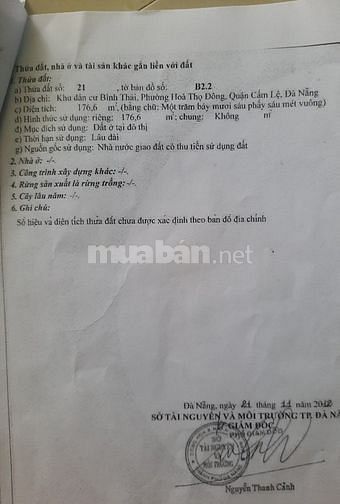 Thửa đất, nhà ở và tài sản khác gắn liền với đất
1. Thửa đất:
a) Thửa đất số: 21 , tờ bản đồ số: B2.2
b) Địa chỉ: Khu dân cư Bình Thái, Phường Hoà Thọ Đông, Quận Cẩm Lệ, Đà Nẵng
c) Diện tích: 176,6 m², (bằng chữ: Một trăm bảy mươi sáu phẩy sáu mét vuông)
d) Hình thức sử dụng: riêng: 176,6 m²; chung: Không m²
đ) Mục đích sử dụng: Đất ở tại đô thị
e) Thời hạn sử dụng: Lâu dài
g) Nguồn gốc sử dụng: Nhà nước giao đất có thu tiền sử dụng đất
2. Nhà ở: -/-.
3. Công trình xây dựng khác: -/-.
4. Rừng sản xuất là rừng trồng: -/-.
5. Cây lâu năm: -/-.
6. Ghi chú:
Số hiệu và diện tích thửa đất chưa được xác định theo bản đồ địa chính
muabán.net
Đà Nẵng, ngày 21 tháng 11 năm
SỞ TÀI NGUYÊN VÀ MÔI TRƯỜNG TP. ĐÀ N
GIÁM ĐỐC
PHÓ GIÁM ĐỐC
SỞ
TÀI NGUYÊN
MÔI TRƯỜNG
Nguyễn Thanh Cảnh